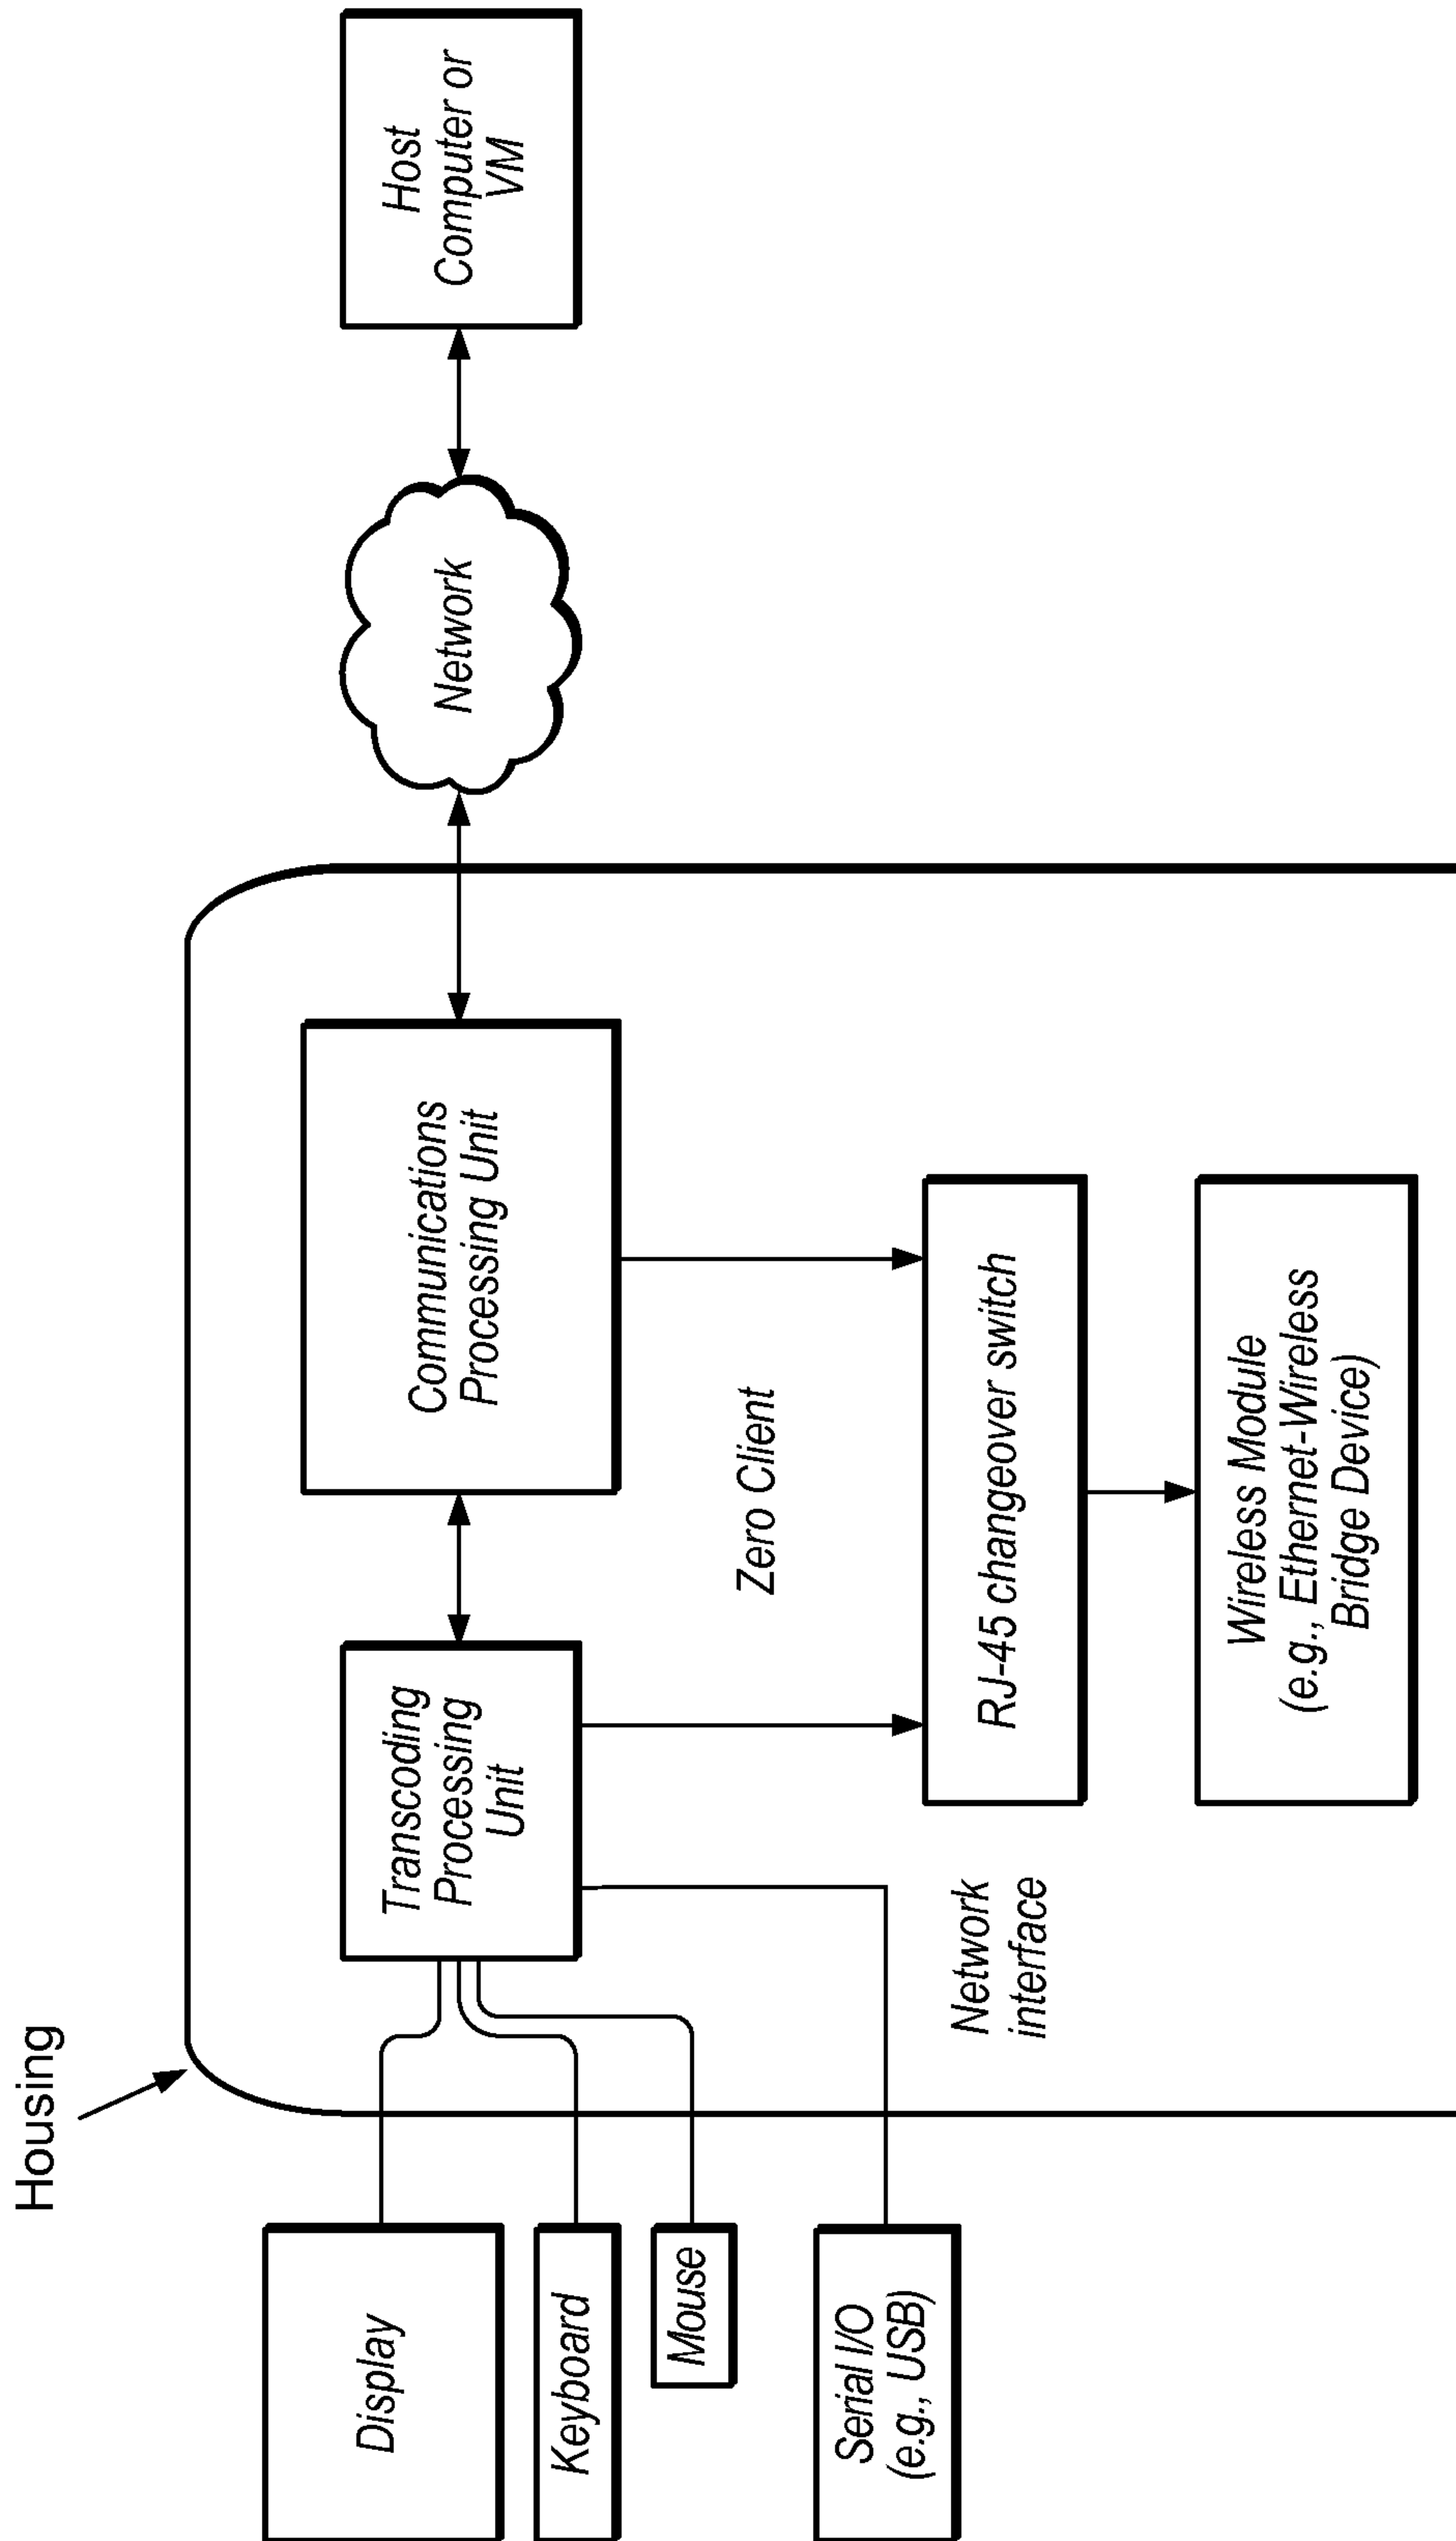 Housing
Display
Keyboard
Mouse
Serial I/O
(e.g., USB)
Transcoding
Processing
Unit
Communications
Processing Unit
Network
Host
Computer or
VM
Zero Client
Network
interface
RJ-45 changeover switch
Wireless Module
(e.g., Ethernet-Wireless
Bridge Device)